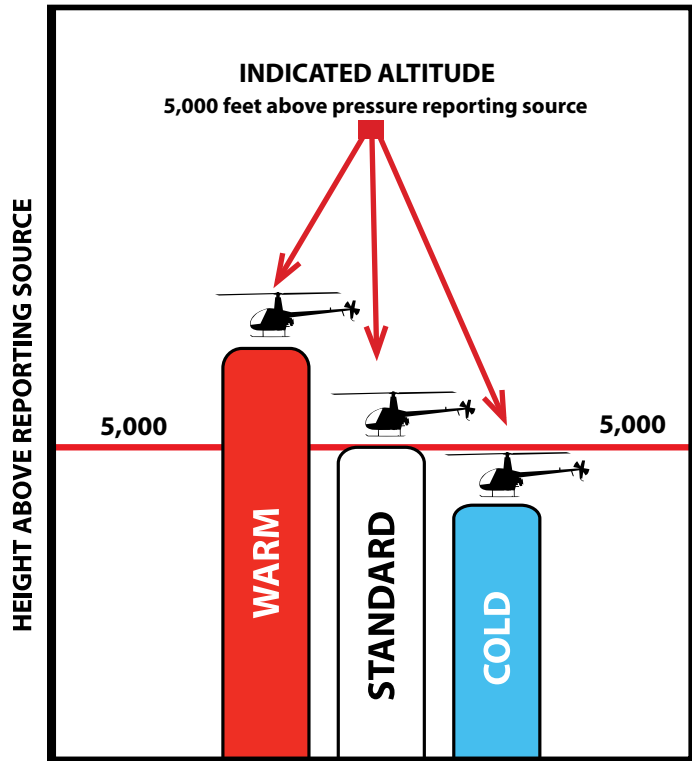 INDICATED ALTITUDE
5,000 feet above pressure reporting source
HEIGHT ABOVE REPORTING SOURCE
5,000
5,000
WARM
STANDARD
COLD